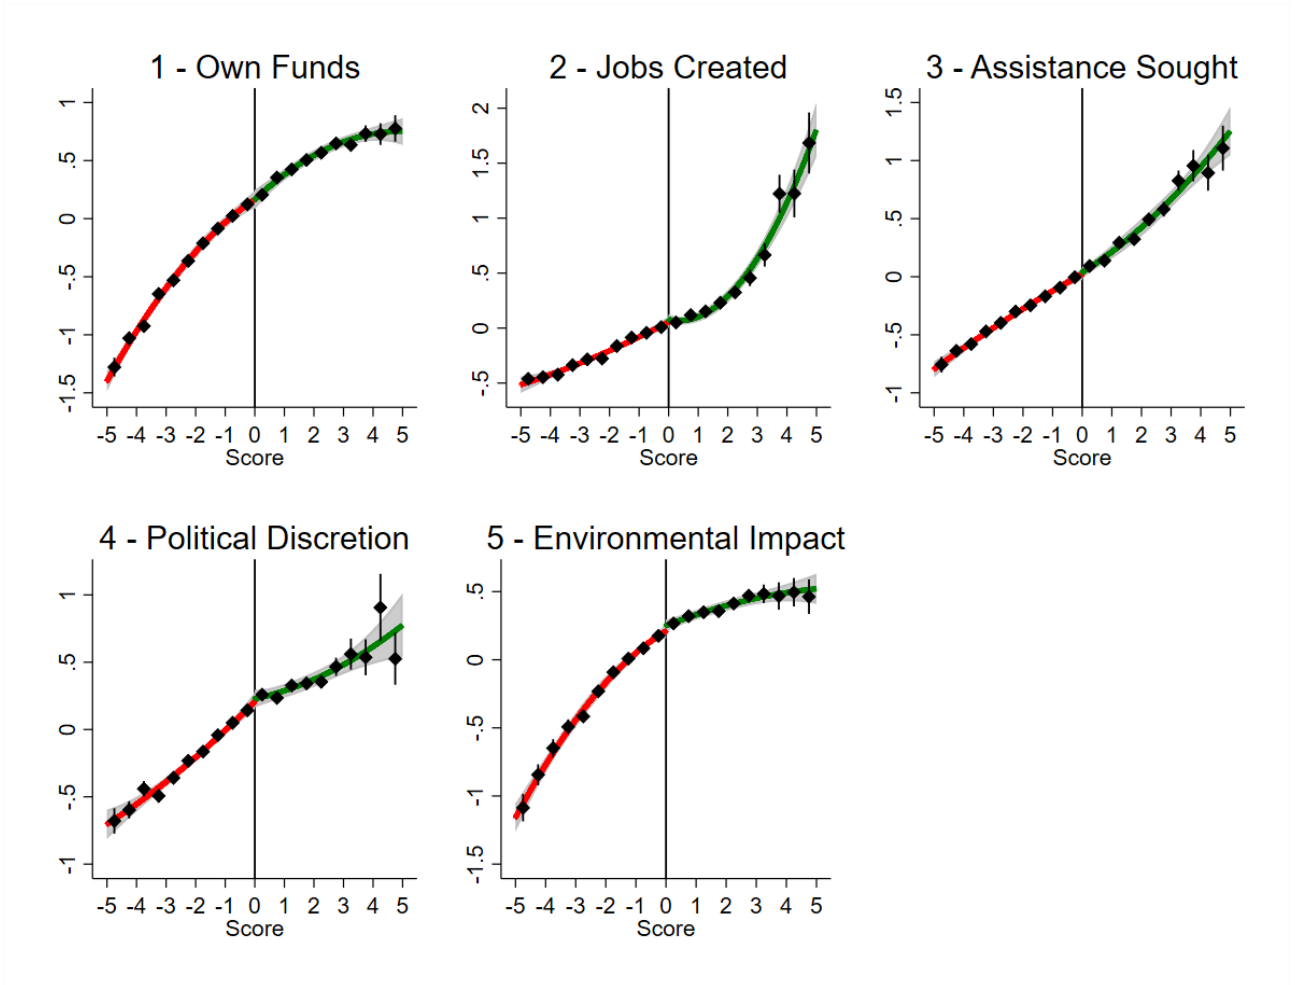 1 - Own Funds
1
.5
0
-.5
-1
-1.5
-5 -4 -3 -2 -1 0 1 2 3 4 5
Score
2 - Jobs Created
2
1.5
1
.5
0
-.5
-5 -4 -3 -2 -1 0 1 2 3 4 5
Score
3 - Assistance Sought
1.5
1
.5
0
-.5
-1
-5 -4 -3 -2 -1 0 1 2 3 4 5
Score
4 - Political Discretion
1
.5
0
-.5
-1
-5 -4 -3 -2 -1 0 1 2 3 4 5
Score
5 - Environmental Impact
.5
0
-.5
-1
-1.5
-5 -4 -3 -2 -1 0 1 2 3 4 5
Score